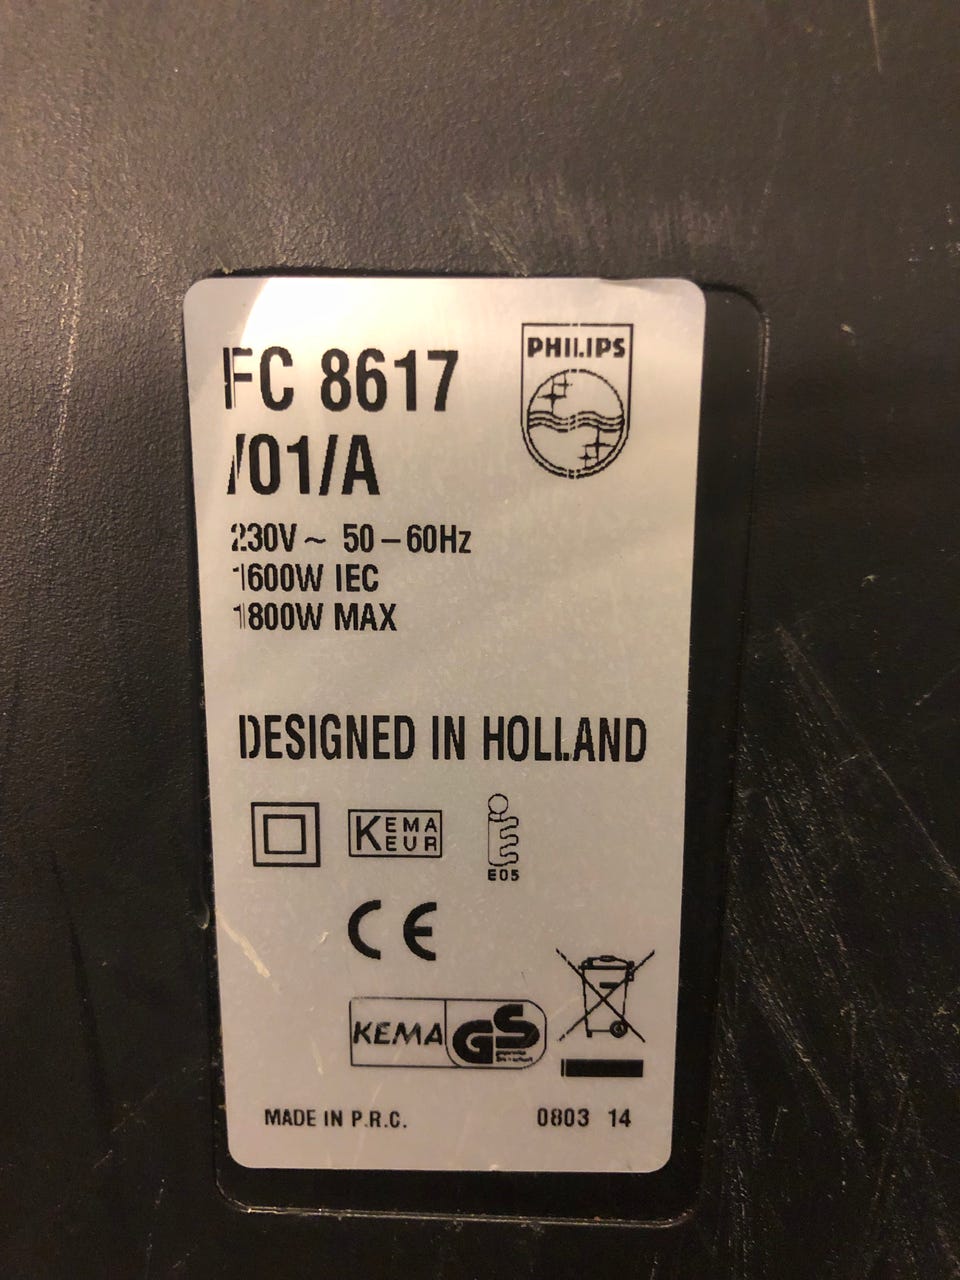 FC 8617
PHILIPS
/01/A
230V ~ 50 – 60Hz
1600W IEC
1800W MAX
DESIGNED IN HOLLAND
KEMA
EUR
E05
CE
KEMA GS
MADE IN P.R.C. 0803 14